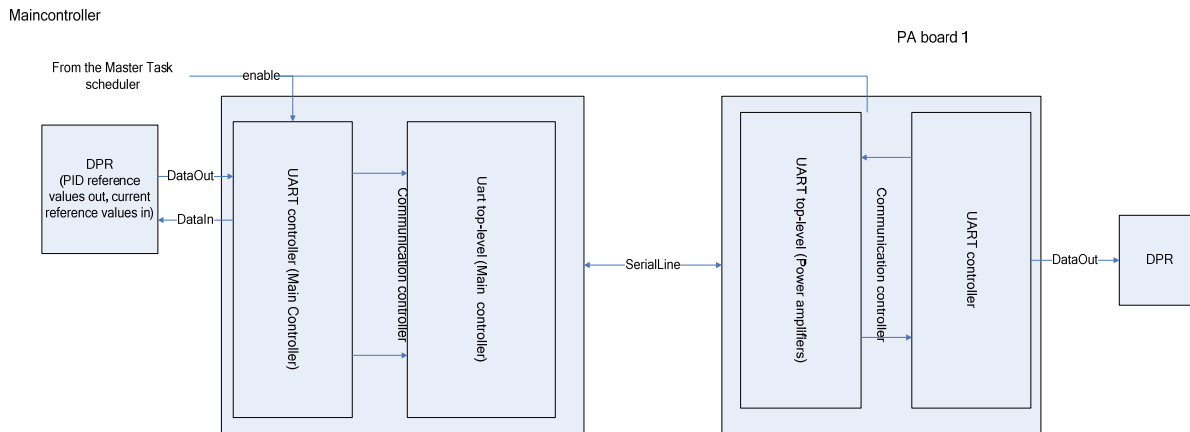 Maincontroller
PA board 1
From the Master Task
scheduler
enable
DPR
(PID reference
values out, current
reference values in)
DataOut
DataIn
UART controller (Main Controller)
Communication controller
Uart top-level (Main controller)
SerialLine
UART top-level (Power amplifiers)
Communication controller
UART controller
DataOut
DPR